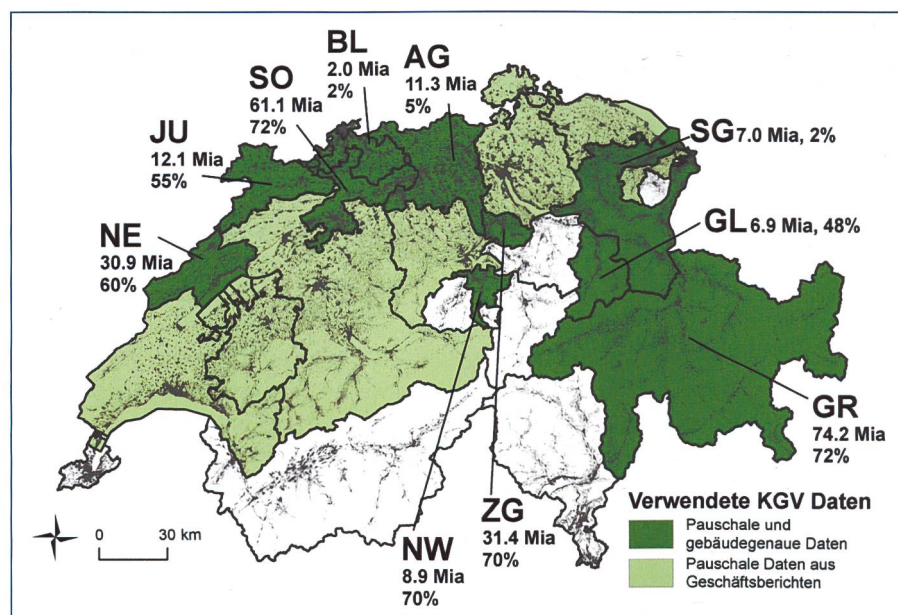 BL
2.0 Mia
2%
AG
11.3 Mia
5%
SO
61.1 Mia
72%
JU
12.1 Mia
55%
SG 7.0 Mia, 2%
GL 6.9 Mia, 48%
NE
30.9 Mia
60%
GR
74.2 Mia
72%
ZG
31.4 Mia
70%
NW
8.9 Mia
70%
0 30 km
Verwendete KGV Daten
Pauschale und
gebäudegenaue Daten
Pauschale Daten aus
Geschäftsberichten